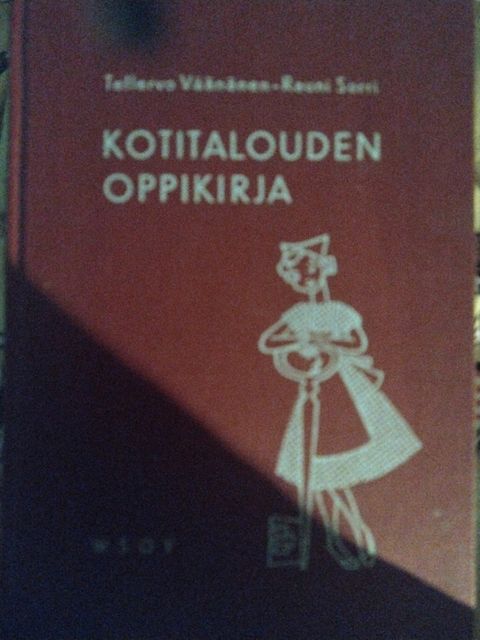 Tellervo Väänänen - Rauni Sarri
KOTITALOUDEN
OPPIKIRJA
WSOY